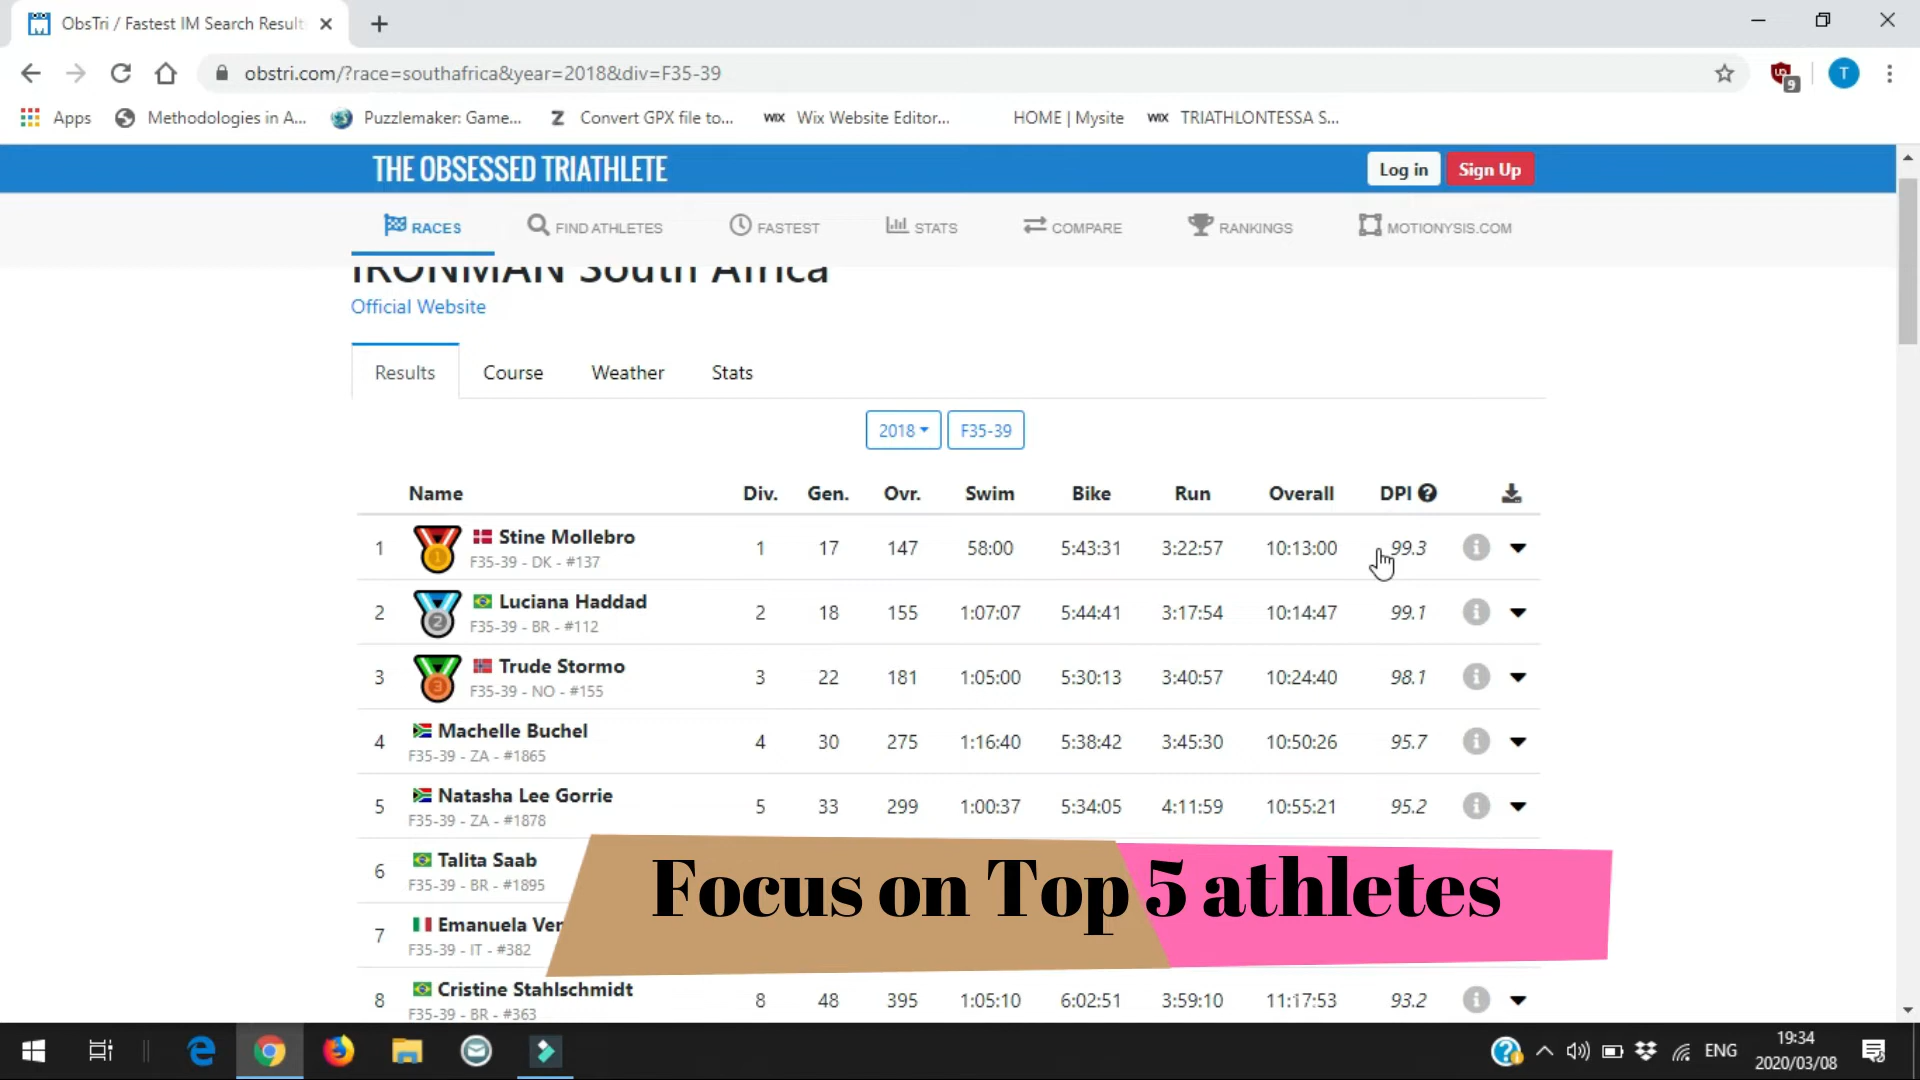 ObsTri / Fastest IM Search Result
obstri.com/?race=southafrica&year=2018&div=F35-39
9
T
Apps
Methodologies in A...
Puzzlemaker: Game...
Z Convert GPX file to...
WIX Wix Website Editor...
HOME | Mysite
WIX TRIATHLONTESSA S...
THE OBSESSED TRIATHLETE
Log in
Sign Up
RACES
FIND ATHLETES
FASTEST
STATS
COMPARE
RANKINGS
MOTIONYSIS.COM
IRONMAN South Africa
Official Website
Results
Course
Weather
Stats
2018
F35-39
Name Div. Gen. Ovr. Swim Bike Run Overall DPI
1 1 Stine Mollebro 1 17 147 58:00 5:43:31 3:22:57 10:13:00 99.3
F35-39 - DK - #137
2 2 Luciana Haddad 2 18 155 1:07:07 5:44:41 3:17:54 10:14:47 99.1
F35-39 - BR - #112
3 3 Trude Stormo 3 22 181 1:05:00 5:30:13 3:40:57 10:24:40 98.1
F35-39 - NO - #155
4 Machelle Buchel 4 30 275 1:16:40 5:38:42 3:45:30 10:50:26 95.7
F35-39 - ZA - #1865
5 Natasha Lee Gorrie 5 33 299 1:00:37 5:34:05 4:11:59 10:55:21 95.2
F35-39 - ZA - #1878
6 Talita Saab
F35-39 - BR - #1895
Focus on Top 5 athletes
7 Emanuela Ver
F35-39 - IT - #382
8 Cristine Stahlschmidt 8 48 395 1:05:10 6:02:51 3:59:10 11:17:53 93.2
F35-39 - BR - #363
ENG
19:34
2020/03/08